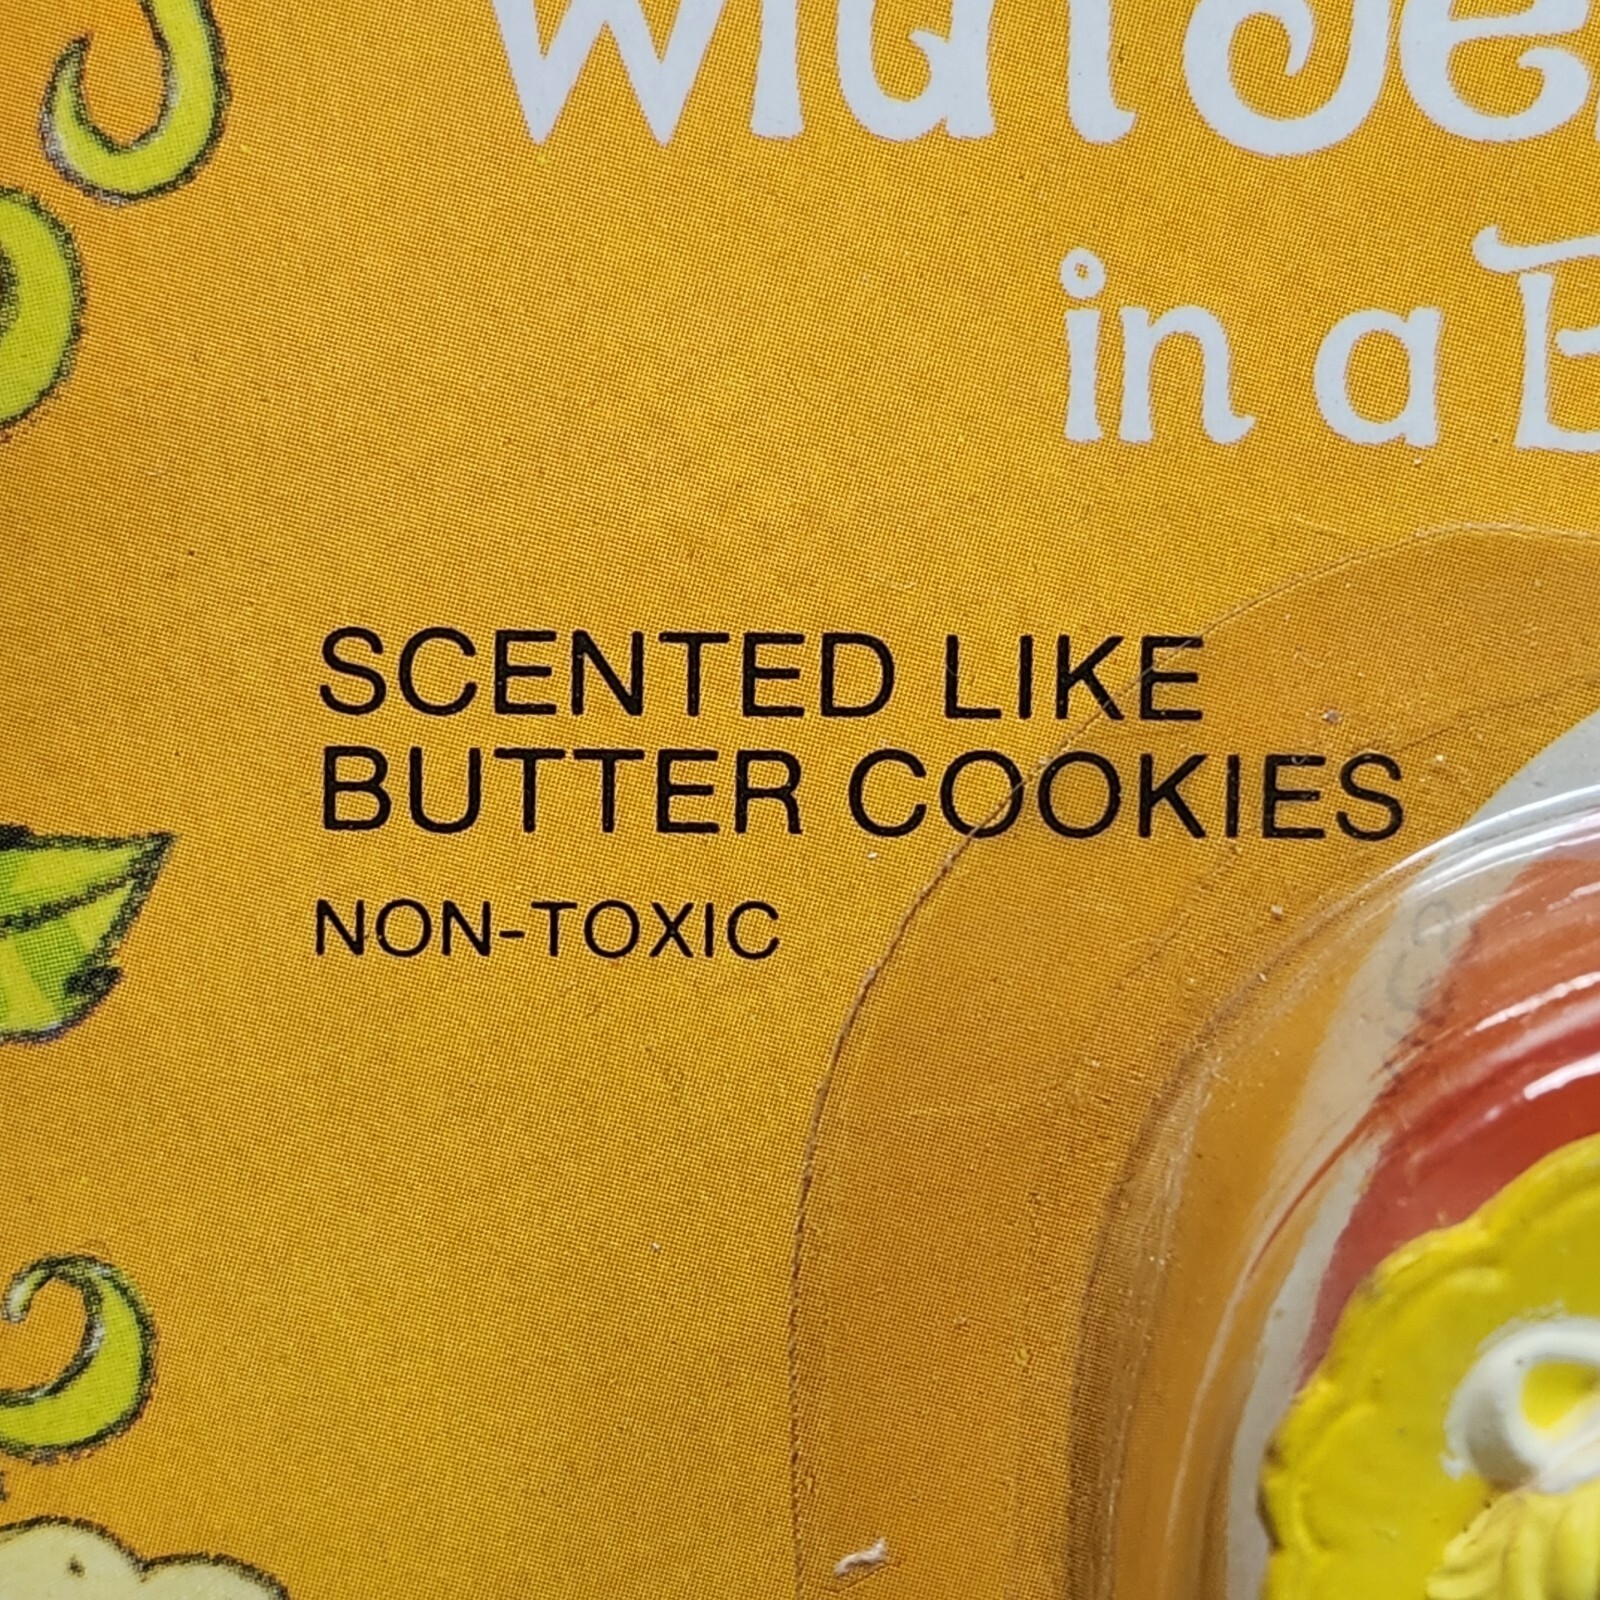 in a
SCENTED LIKE
BUTTER COOKIES
NON-TOXIC